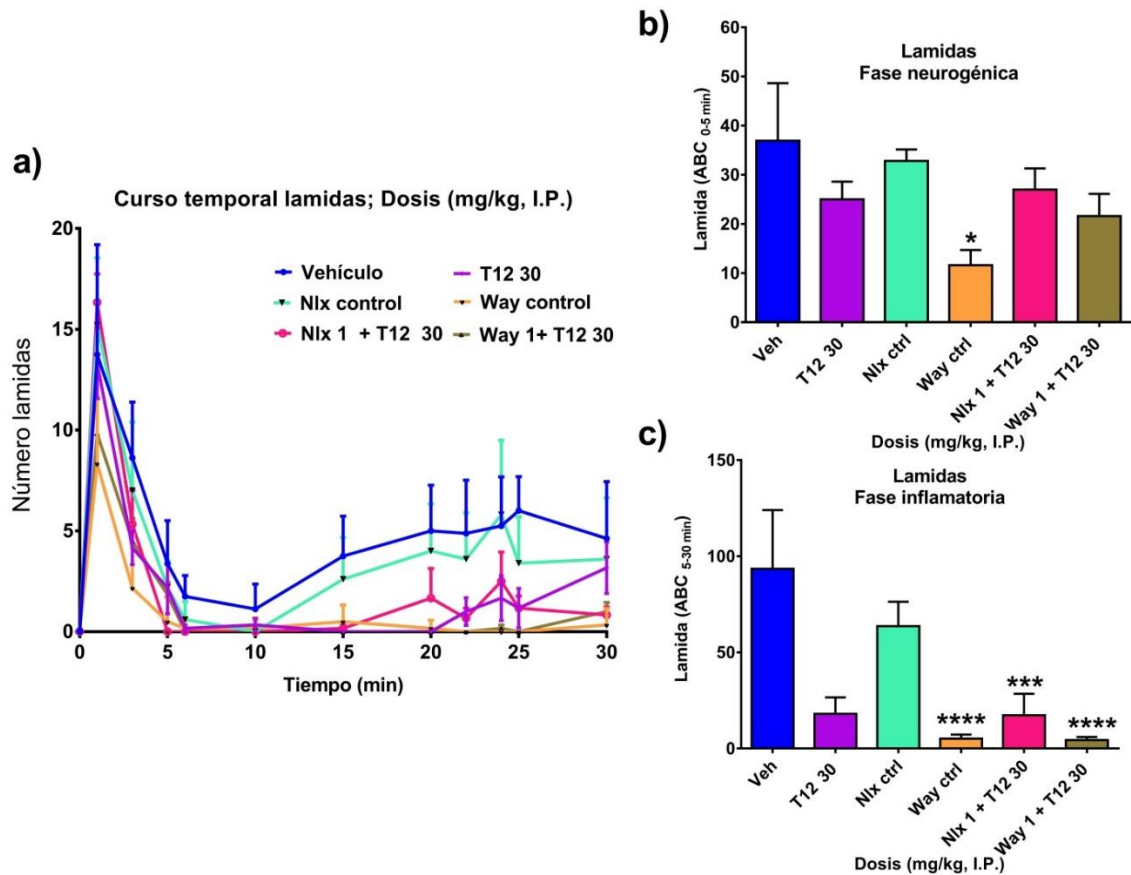 a)
Curso temporal lamidas; Dosis (mg/kg, I.P.)
Número lamidas
20
15
10
5
0
Vehículo
Nlx control
Nlx 1 + T12 30
T12 30
Way control
Way 1+ T12 30
0 5 10 15 20 25 30
Tiempo (min)
b)
Lamidas
Fase neurogénica
Lamida (ABC 0-5 min)
60
50
40
30
20
10
0
*
Veh T12 30 Nlx ctrl Way ctrl Nlx 1 + T12 30 Way 1 + T12 30
Dosis (mg/kg, I.P.)
c)
Lamidas
Fase inflamatoria
Lamida (ABC 5-30 min)
150
100
50
0
**** *** ****
Veh T12 30 Nlx ctrl Way ctrl Nlx 1 + T12 30 Way 1 + T12 30
Dosis (mg/kg, I.P.)